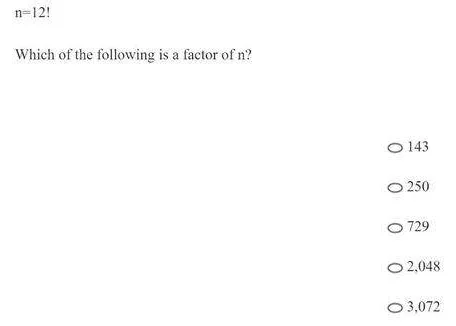 n=12!
Which of the following is a factor of n?
143
250
729
2,048
3,072